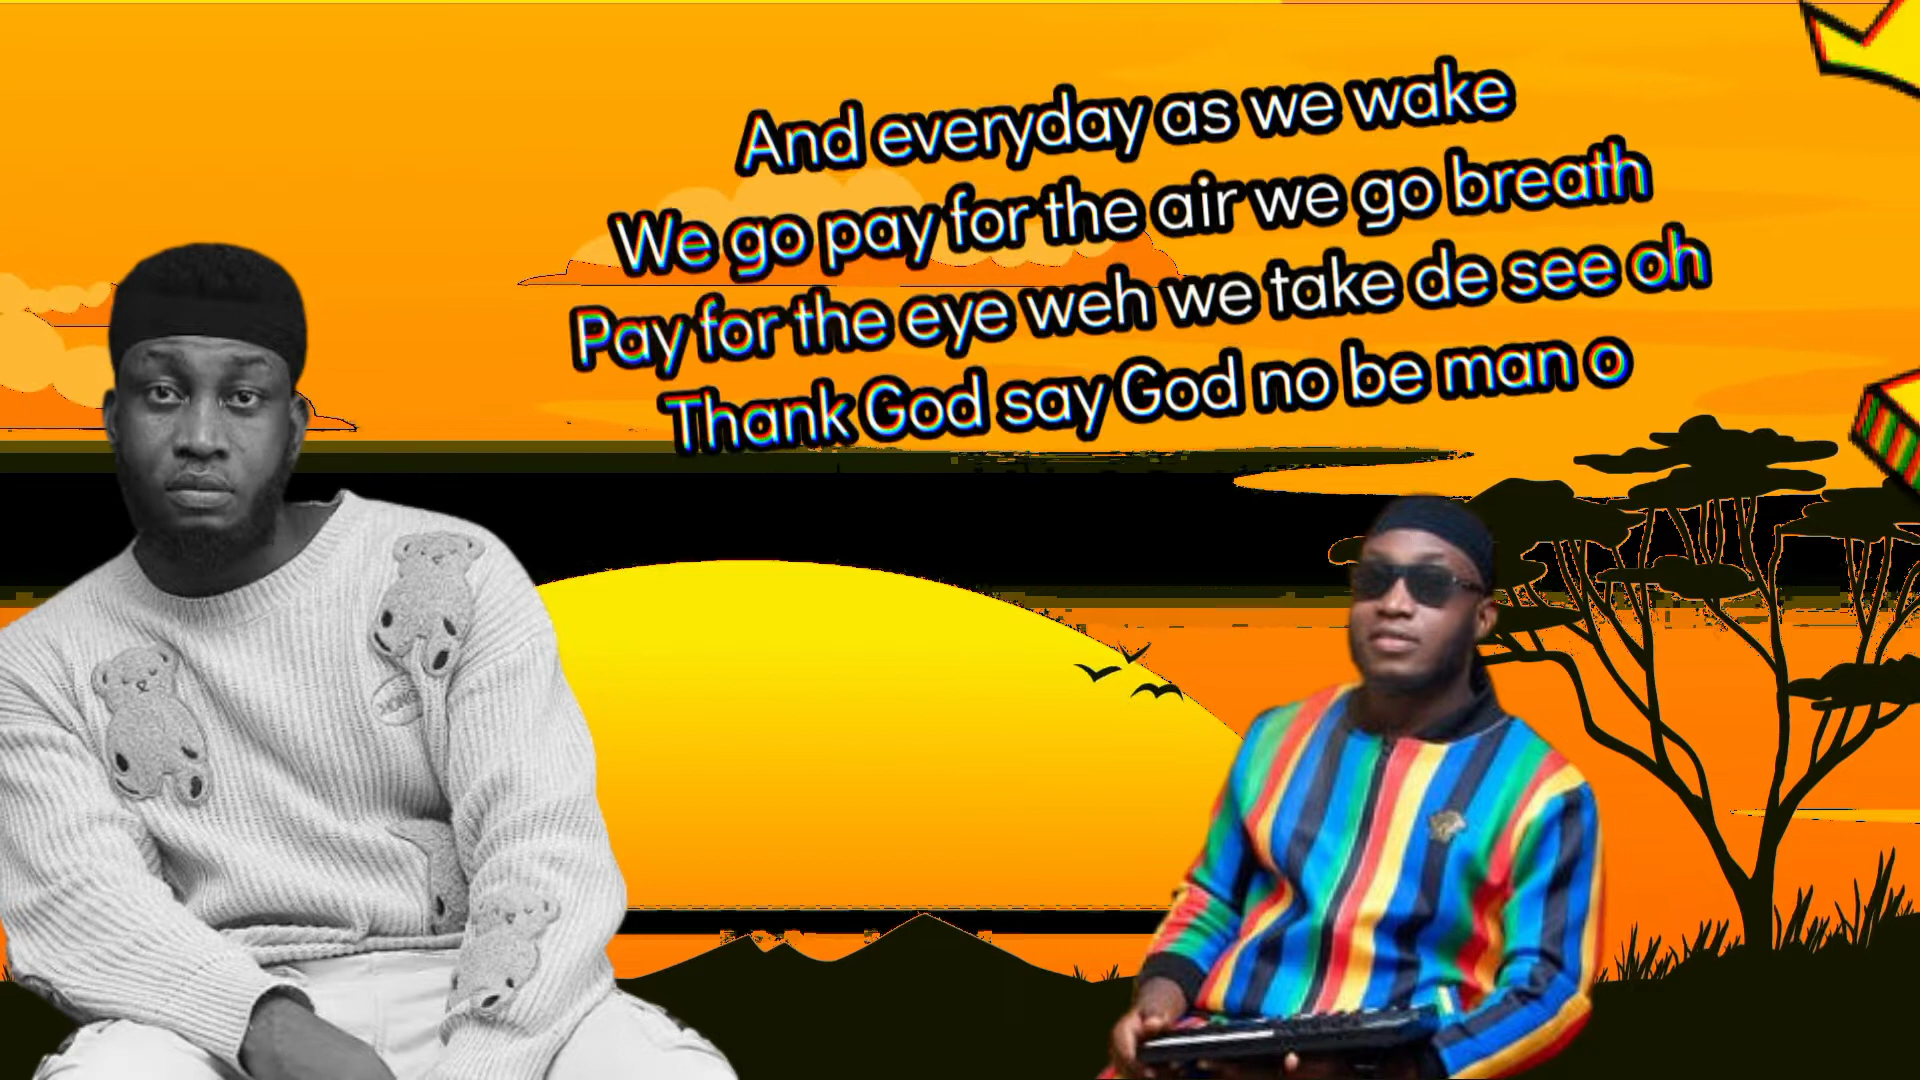 And everyday as we wake
We go pay for the air we go breath
Pay for the eye weh we take de see oh
Thank God say God no be man o